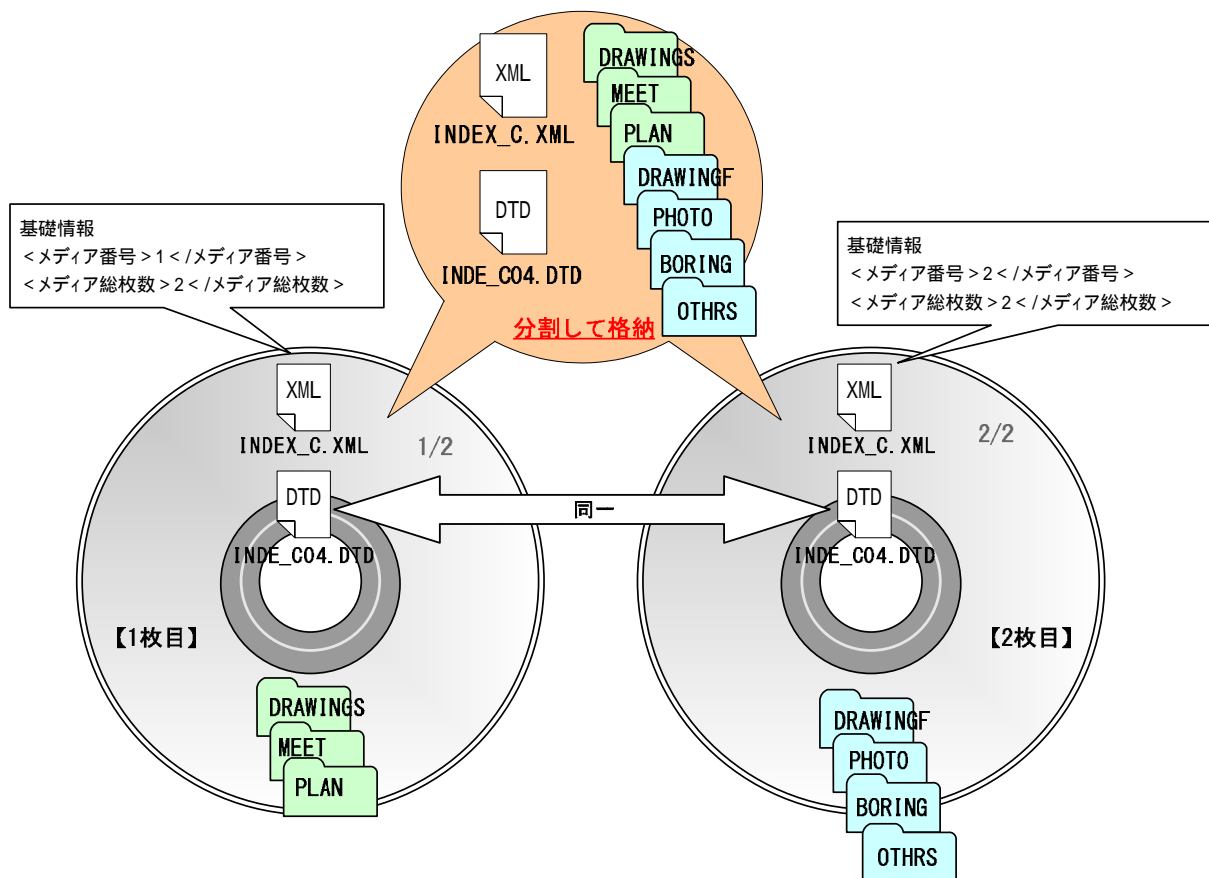 XML
INDEX_C.XML
DTD
INDE_C04.DTD
DRAWINGS
MEET
PLAN
DRAWINGF
PHOTO
BORING
OTHRS
分割して格納
基礎情報
<メディア番号>1</メディア番号>
<メディア総枚数>2</メディア総枚数>
基礎情報
<メディア番号>2</メディア番号>
<メディア総枚数>2</メディア総枚数>
XML
INDEX_C.XML
1/2
DTD
INDE_C04.DTD
【1枚目】
DRAWINGS
MEET
PLAN
同一
XML
INDEX_C.XML
2/2
DTD
INDE_C04.DTD
【2枚目】
DRAWINGF
PHOTO
BORING
OTHRS